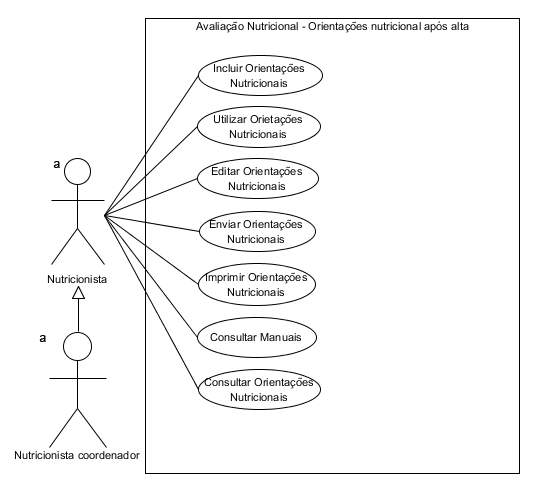 Avaliação Nutricional - Orientações nutricional após alta
Incluir Orientações
Nutricionais
Utilizar Orietações
Nutricionais
a
Editar Orientações
Nutricionais
Enviar Orientações
Nutricionais
Nutricionista
Imprimir Orientações
Nutricionais
a
Consultar Manuais
Consultar Orientações
Nutricionais
Nutricionista coordenador